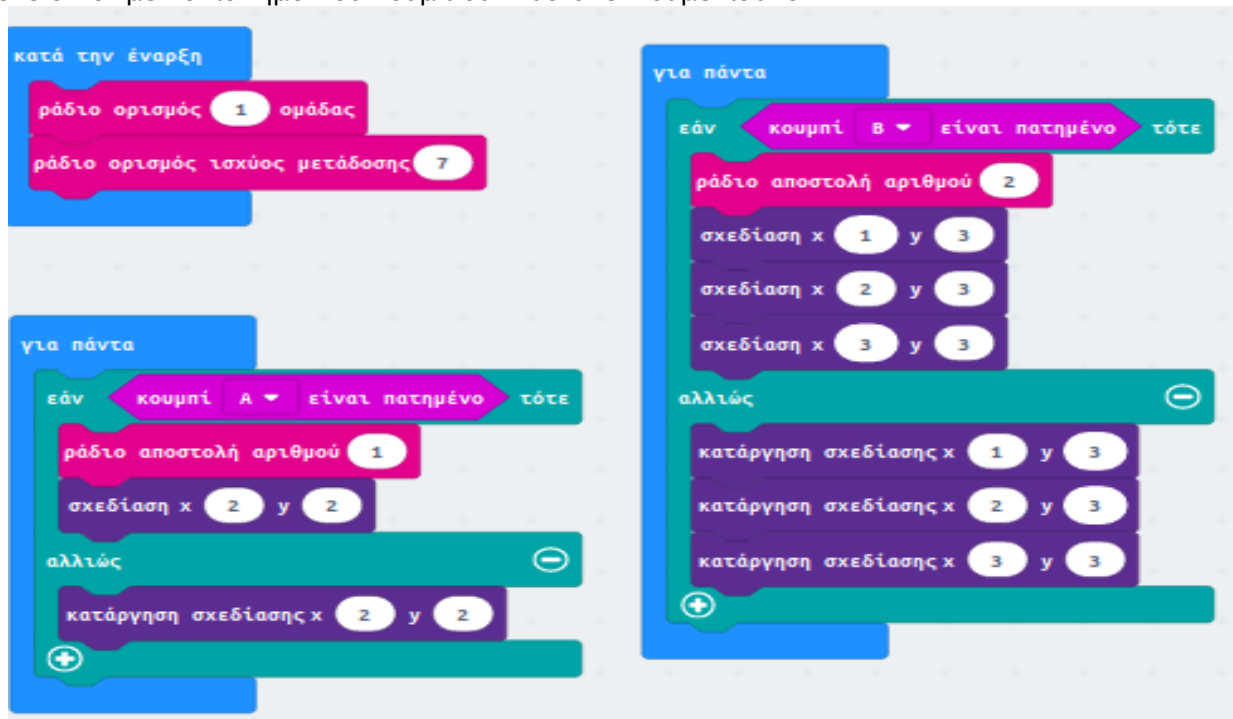 κατά την έναρξη
ράδιο ορισμός 1 ομάδας
ράδιο ορισμός ισχύος μετάδοσης 7
για πάντα
εάν κουμπί A είναι πατημένο τότε
ράδιο αποστολή αριθμού 1
σχεδίαση x 2 y 2
αλλιώς
κατάργηση σχεδίασης x 2 y 2
για πάντα
εάν κουμπί B είναι πατημένο τότε
ράδιο αποστολή αριθμού 2
σχεδίαση x 1 y 3
σχεδίαση x 2 y 3
σχεδίαση x 3 y 3
αλλιώς
κατάργηση σχεδίασης x 1 y 3
κατάργηση σχεδίασης x 2 y 3
κατάργηση σχεδίασης x 3 y 3